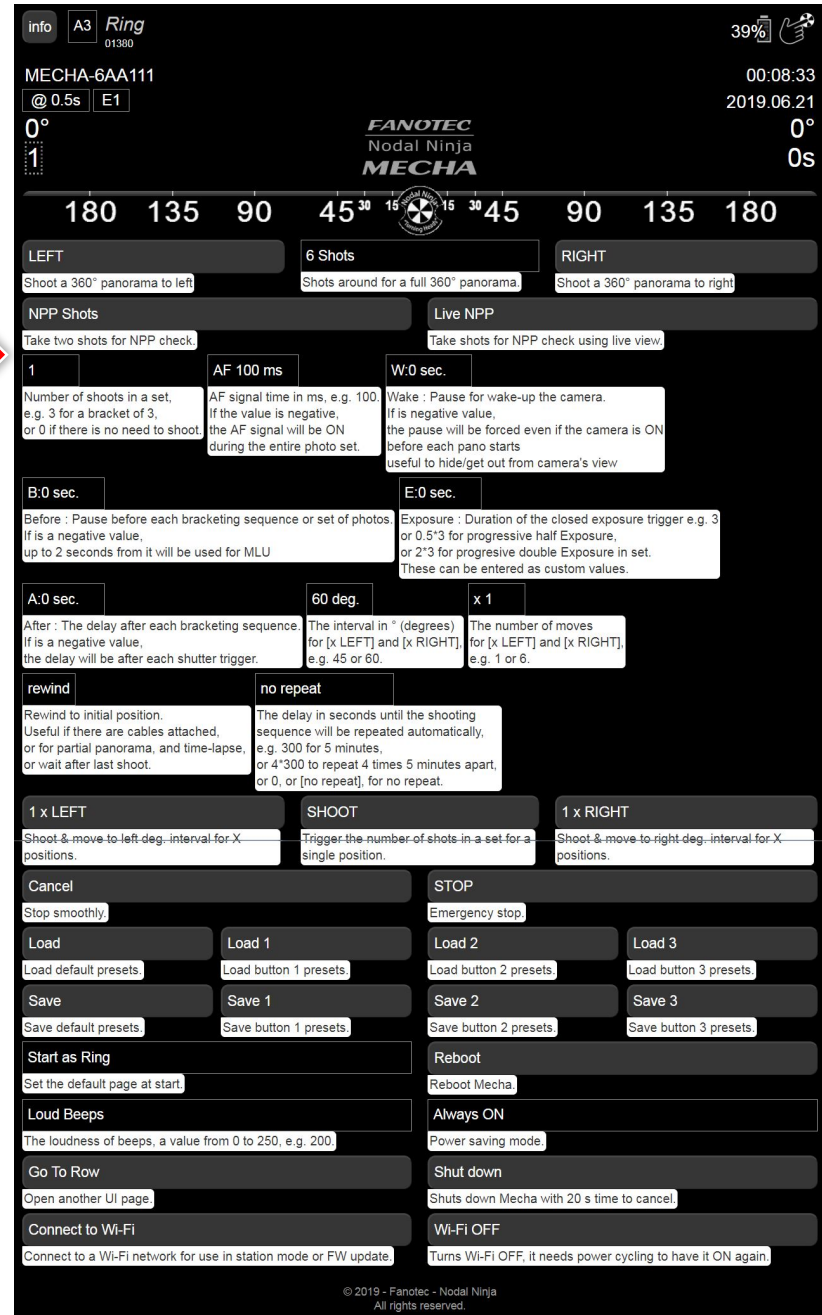 info A3 Ring
01380
39%
MECHA-6AA111 00:08:33
@ 0.5s E1 2019.06.21
0° FANOTEC 0°
Nodal Ninja
1 MECHA 0s
180 135 90 45 30 15 Nodal Ninja 15 30 45 90 135 180
LEFT 6 Shots RIGHT
Shoot a 360° panorama to left Shots around for a full 360° panorama. Shoot a 360° panorama to right
NPP Shots Live NPP
Take two shots for NPP check. Take shots for NPP check using live view.
1 AF 100 ms W:0 sec.
Number of shoots in a set, AF signal time in ms, e.g. 100. Wake : Pause for wake-up the camera.
e.g. 3 for a bracket of 3, If the value is negative, If is negative value,
or 0 if there is no need to shoot. the AF signal will be ON the pause will be forced even if the camera is ON
during the entire photo set. before each pano starts
useful to hide/get out from camera's view
B:0 sec. E:0 sec.
Before : Pause before each bracketing sequence or set of photos. Exposure : Duration of the closed exposure trigger e.g. 3
If is a negative value, or 0.5*3 for progressive half Exposure,
up to 2 seconds from it will be used for MLU or 2*3 for progresive double Exposure in set.
These can be entered as custom values.
A:0 sec. 60 deg. x 1
After : The delay after each bracketing sequence. The interval in ° (degrees) The number of moves
If is a negative value, for [x LEFT] and [x RIGHT], for [x LEFT] and [x RIGHT],
the delay will be after each shutter trigger. e.g. 45 or 60. e.g. 1 or 6.
rewind no repeat
Rewind to initial position. The delay in seconds until the shooting
Useful if there are cables attached, sequence will be repeated automatically,
or for partial panorama, and time-lapse, e.g. 300 for 5 minutes,
or wait after last shoot. or 4*300 to repeat 4 times 5 minutes apart,
or 0, or [no repeat], for no repeat.
1 x LEFT SHOOT 1 x RIGHT
Shoot & move to left deg. interval for X Trigger the number of shots in a set for a Shoot & move to right deg. interval for X
positions. single position. positions.
Cancel STOP
Stop smoothly. Emergency stop.
Load Load 1 Load 2 Load 3
Load default presets. Load button 1 presets. Load button 2 presets. Load button 3 presets.
Save Save 1 Save 2 Save 3
Save default presets. Save button 1 presets. Save button 2 presets. Save button 3 presets.
Start as Ring Reboot
Set the default page at start. Reboot Mecha.
Loud Beeps Always ON
The loudness of beeps, a value from 0 to 250, e.g. 200. Power saving mode.
Go To Row Shut down
Open another UI page. Shuts down Mecha with 20 s time to cancel.
Connect to Wi-Fi Wi-Fi OFF
Connect to a Wi-Fi network for use in station mode or FW update. Turns Wi-Fi OFF, it needs power cycling to have it ON again.
© 2019 - Fanotec - Nodal Ninja
All rights reserved.